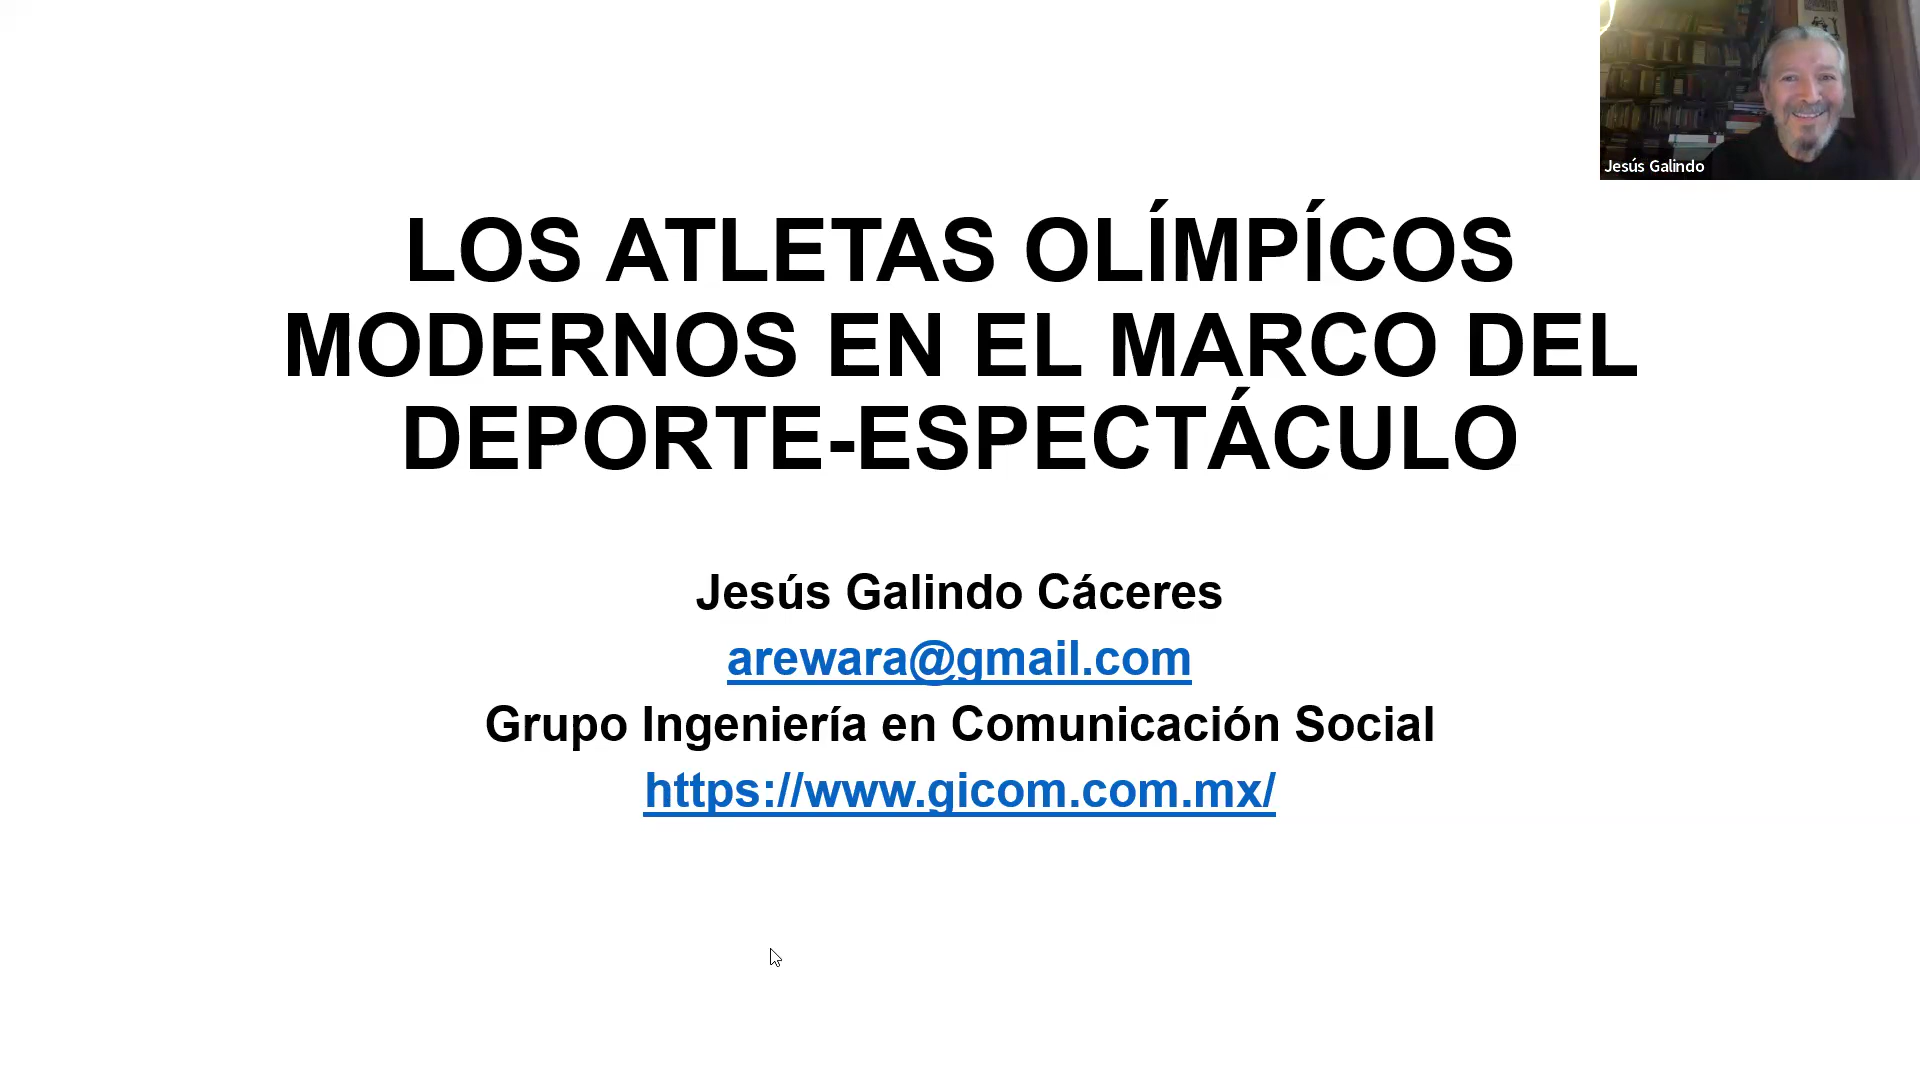 Jesús Galindo
LOS ATLETAS OLÍMPÍCOS
MODERNOS EN EL MARCO DEL
DEPORTE-ESPECTÁCULO
Jesús Galindo Cáceres
arewara@gmail.com
Grupo Ingeniería en Comunicación Social
https://www.gicom.com.mx/